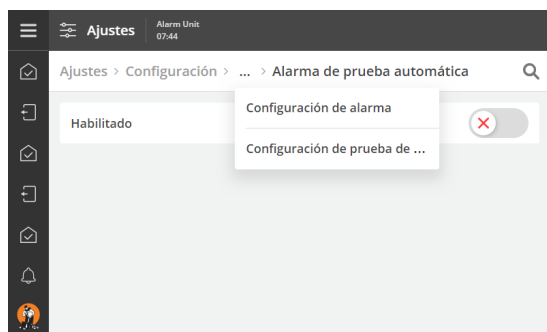 Ajustes
Alarm Unit
07:44
Ajustes > Configuración > ... > Alarma de prueba automática
Configuración de alarma
Habilitado
Configuración de prueba de ...